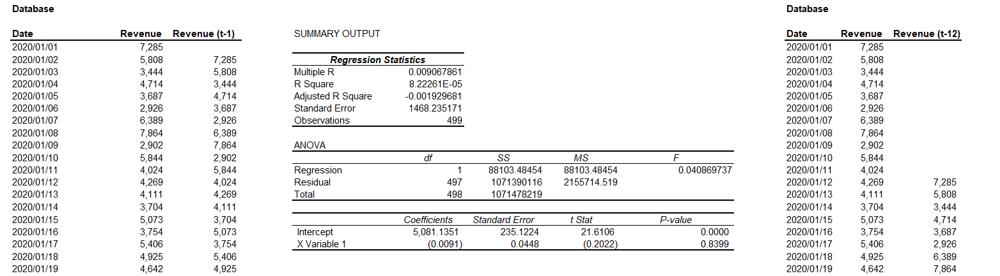 Database
Date Revenue Revenue (t-1)
2020/01/01 7,285
2020/01/02 5,808 7,285
2020/01/03 3,444 5,808
2020/01/04 4,714 3,444
2020/01/05 3,687 4,714
2020/01/06 2,926 3,687
2020/01/07 6,389 2,926
2020/01/08 7,864 6,389
2020/01/09 2,902 7,864
2020/01/10 5,844 2,902
2020/01/11 4,024 5,844
2020/01/12 4,269 4,024
2020/01/13 4,111 4,269
2020/01/14 3,704 4,111
2020/01/15 5,073 3,704
2020/01/16 3,754 5,073
2020/01/17 5,406 3,754
2020/01/18 4,925 5,406
2020/01/19 4,642 4,925
SUMMARY OUTPUT
Regression Statistics
Multiple R 0.009067861
R Square 8.22261E-05
Adjusted R Square -0.001929681
Standard Error 1468.235171
Observations 499
ANOVA
df SS MS F
Regression 1 88103.48454 88103.48454 0.040869737
Residual 497 1071390116 2155714.519
Total 498 1071478219
Coefficients Standard Error t Stat P-value
Intercept 5,081.1351 235.1224 21.6106 0.0000
X Variable 1 (0.0091) 0.0448 (0.2022) 0.8399
Database
Date Revenue Revenue (t-12)
2020/01/01 7,285
2020/01/02 5,808
2020/01/03 3,444
2020/01/04 4,714
2020/01/05 3,687
2020/01/06 2,926
2020/01/07 6,389
2020/01/08 7,864
2020/01/09 2,902
2020/01/10 5,844
2020/01/11 4,024
2020/01/12 4,269 7,285
2020/01/13 4,111 5,808
2020/01/14 3,704 3,444
2020/01/15 5,073 4,714
2020/01/16 3,754 3,687
2020/01/17 5,406 2,926
2020/01/18 4,925 6,389
2020/01/19 4,642 7,864